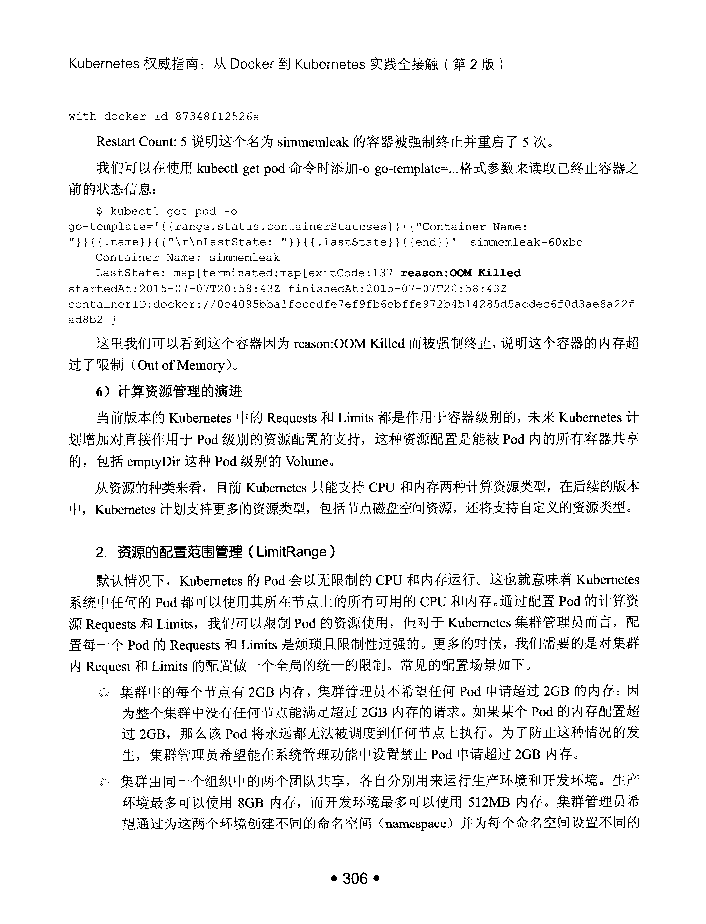 Kubernetes 权威指南：从 Docker 到 Kubernetes 实践全接触（第 2 版）
with docker id 87348f12526a
Restart Count: 5 说明这个名为 simmemleak 的容器被强制终止并重启了 5 次。
我们可以在使用 kubectl get pod 命令时添加-o go-template=...格式参数来读取已终止容器之
前的状态信息：
$ kubectl get pod -o
go-template='{{range.status.containerStatuses}}{{"Container Name:
"}}{{.name}}{{"\r\nLastState: "}}{{.lastState}}{{end}}' simmemleak-60xbc
Container Name: simmemleak
LastState: map[terminated:map[exitCode:137 reason:OOM Killed
startedAt:2015-07-07T20:58:43Z finishedAt:2015-07-07T20:58:43Z
这里我们可以看到这个容器因为 reason:OOM Killed 而被强制终止，说明这个容器的内存超
过了限制（Out of Memory）。
6）计算资源管理的演进
当前版本的 Kubernetes 中的 Requests 和 Limits 都是作用于容器级别的，未来 Kubernetes 计
划增加对直接作用于 Pod 级别的资源配置的支持，这种资源配置是能被 Pod 内的所有容器共享
的，包括 emptyDir 这种 Pod 级别的 Volume。
从资源的种类来看，目前 Kubernetes 只能支持 CPU 和内存两种计算资源类型，在后续的版本
中，Kubernetes 计划支持更多的资源类型，包括节点磁盘空间资源，还将支持自定义的资源类型。
2. 资源的配置范围管理（LimitRange）
默认情况下，Kubernetes 的 Pod 会以无限制的 CPU 和内存运行。这也就意味着 Kubernetes
系统中任何的 Pod 都可以使用其所在节点上的所有可用的 CPU 和内存。通过配置 Pod 的计算资
源 Requests 和 Limits，我们可以限制 Pod 的资源使用，但对于 Kubernetes 集群管理员而言，配
置每一个 Pod 的 Requests 和 Limits 是烦琐且限制性过强的。更多的时候，我们需要的是对集群
内 Request 和 Limits 的配置做一个全局的统一的限制。常见的配置场景如下。
集群中的每个节点有 2GB 内存，集群管理员不希望任何 Pod 申请超过 2GB 的内存：因
为整个集群中没有任何节点能满足超过 2GB 内存的请求。如果某个 Pod 的内存配置超
过 2GB，那么该 Pod 将永远都无法被调度到任何节点上执行。为了防止这种情况的发
生，集群管理员希望能在系统管理功能中设置禁止 Pod 申请超过 2GB 内存。
集群由同一个组织中的两个团队共享，各自分别用来运行生产环境和开发环境。生产
环境最多可以使用 8GB 内存，而开发环境最多可以使用 512MB 内存。集群管理员希
望通过为这两个环境创建不同的命名空间（namespace）并为每个命名空间设置不同的
• 306 •